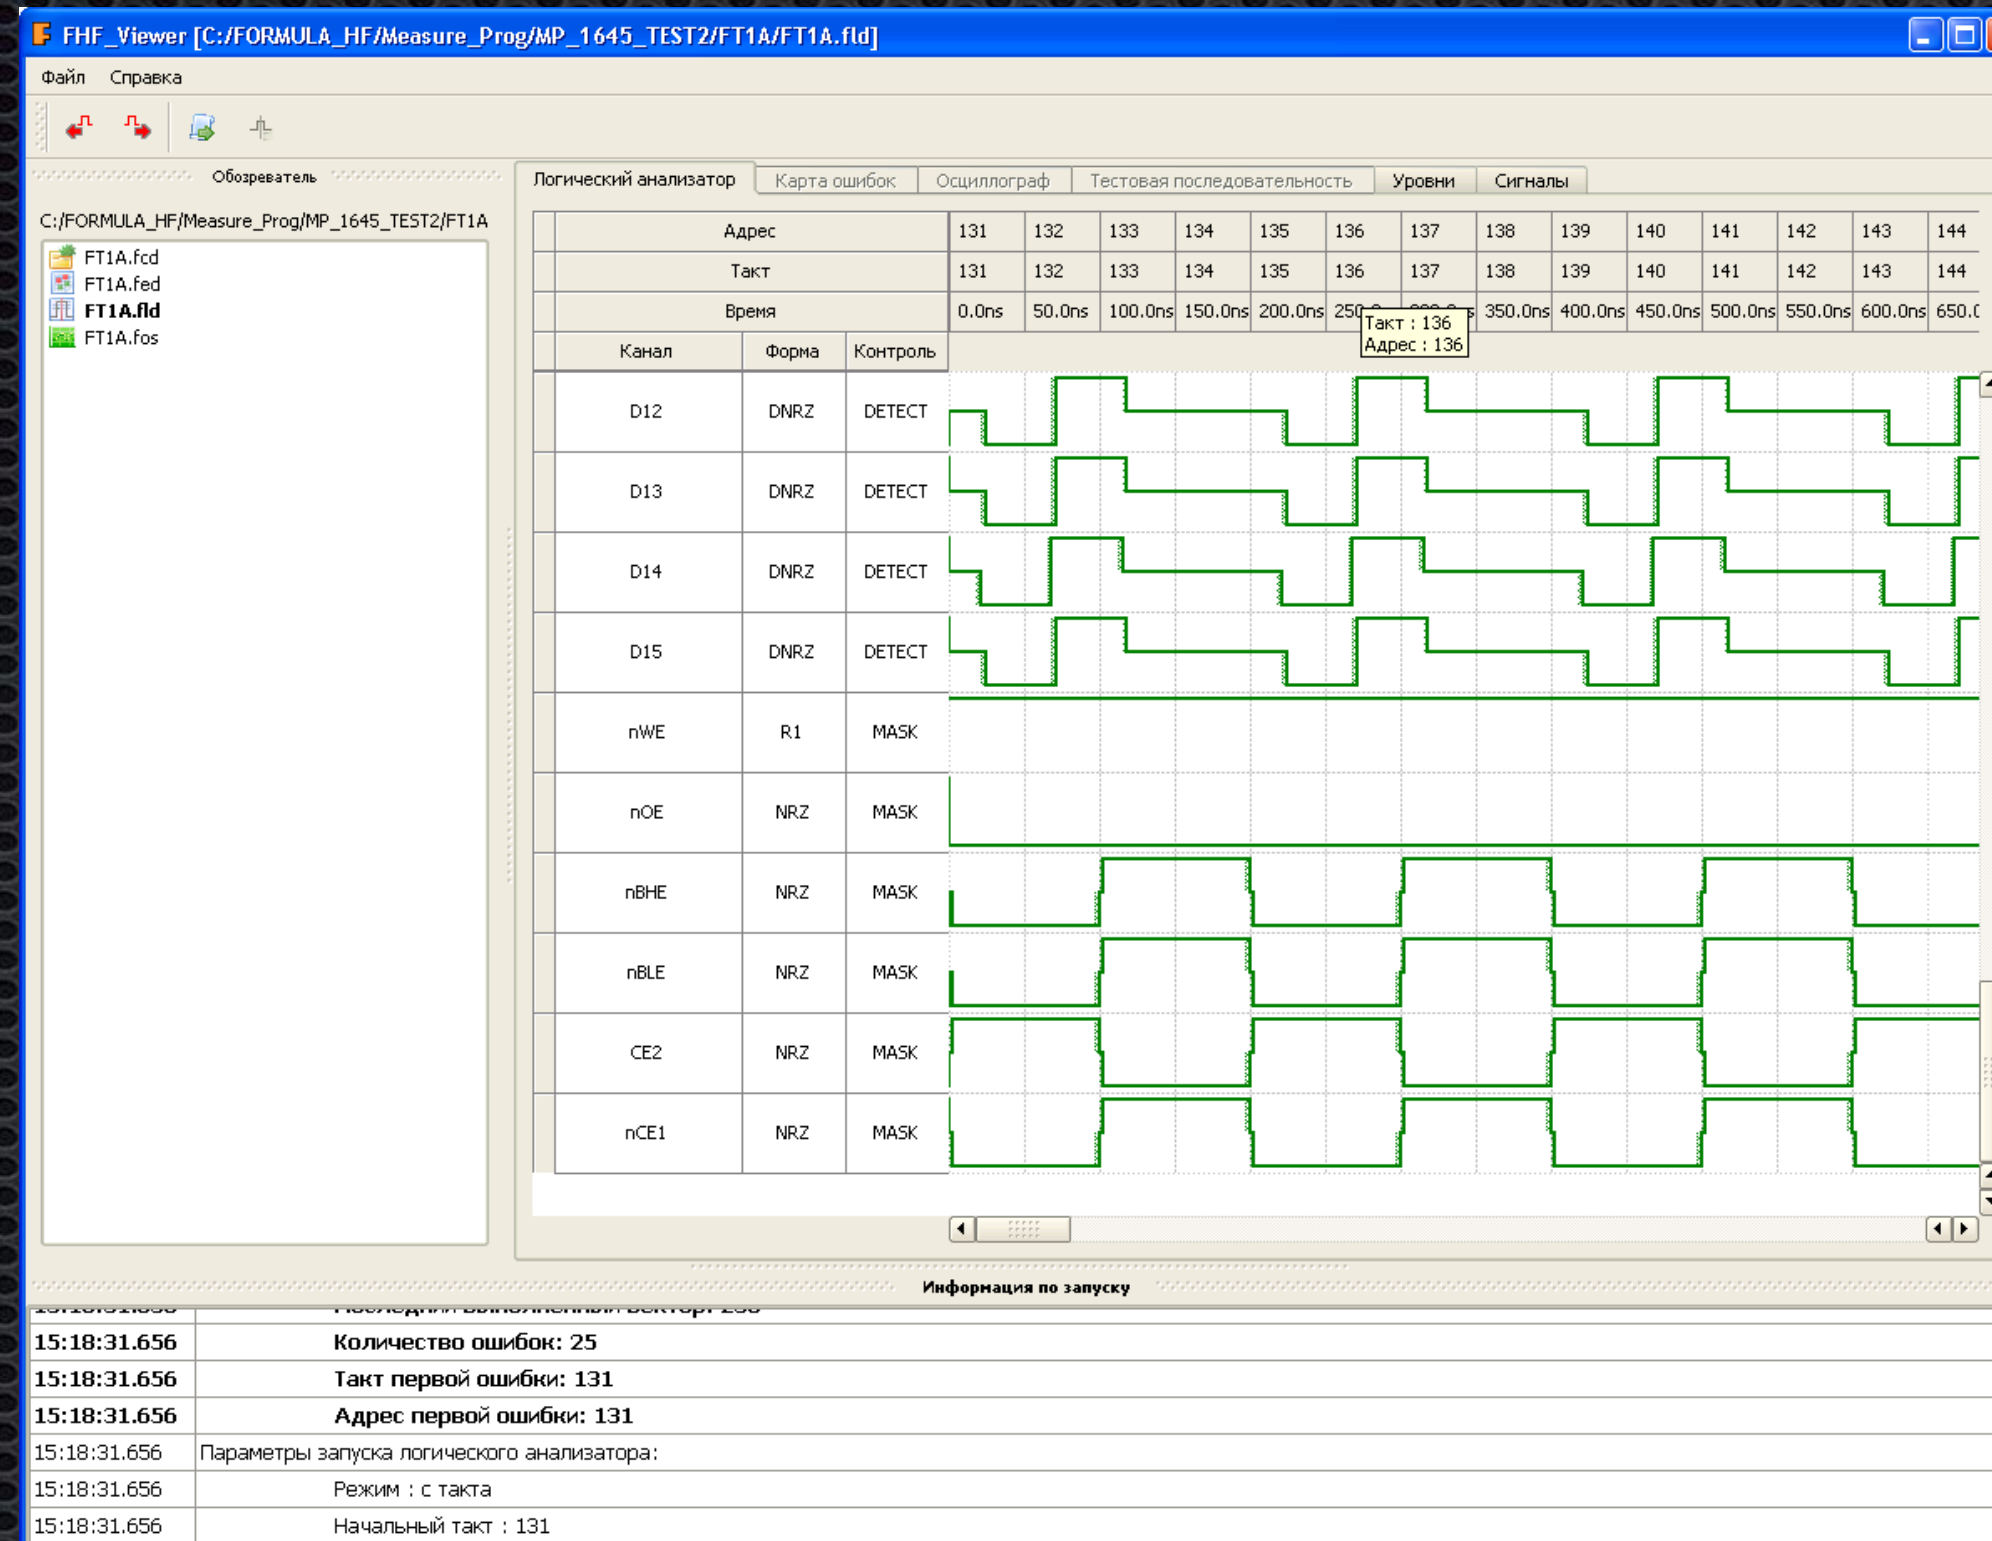 FHF_Viewer [C:/FORMULA_HF/Measure_Prog/MP_1645_TEST2/FT1A/FT1A.fld]
Файл Справка
Обозреватель
C:/FORMULA_HF/Measure_Prog/MP_1645_TEST2/FT1A
FT1A.fcd
FT1A.fed
FT1A.fld
FT1A.fos
Логический анализатор Карта ошибок Осциллограф Тестовая последовательность Уровни Сигналы
Адрес 131 132 133 134 135 136 137 138 139 140 141 142 143 144
Такт 131 132 133 134 135 136 137 138 139 140 141 142 143 144
Время 0.0ns 50.0ns 100.0ns 150.0ns 200.0ns 350.0ns 400.0ns 450.0ns 500.0ns 550.0ns 600.0ns
Такт : 136
Адрес : 136
Канал Форма Контроль
D12 DNRZ DETECT
D13 DNRZ DETECT
D14 DNRZ DETECT
D15 DNRZ DETECT
nWE R1 MASK
nOE NRZ MASK
nBHE NRZ MASK
nBLE NRZ MASK
CE2 NRZ MASK
nCE1 NRZ MASK
Информация по запуску
15:18:31.656 Количество ошибок: 25
15:18:31.656 Такт первой ошибки: 131
15:18:31.656 Адрес первой ошибки: 131
15:18:31.656 Параметры запуска логического анализатора:
15:18:31.656 Режим : с такта
15:18:31.656 Начальный такт : 131